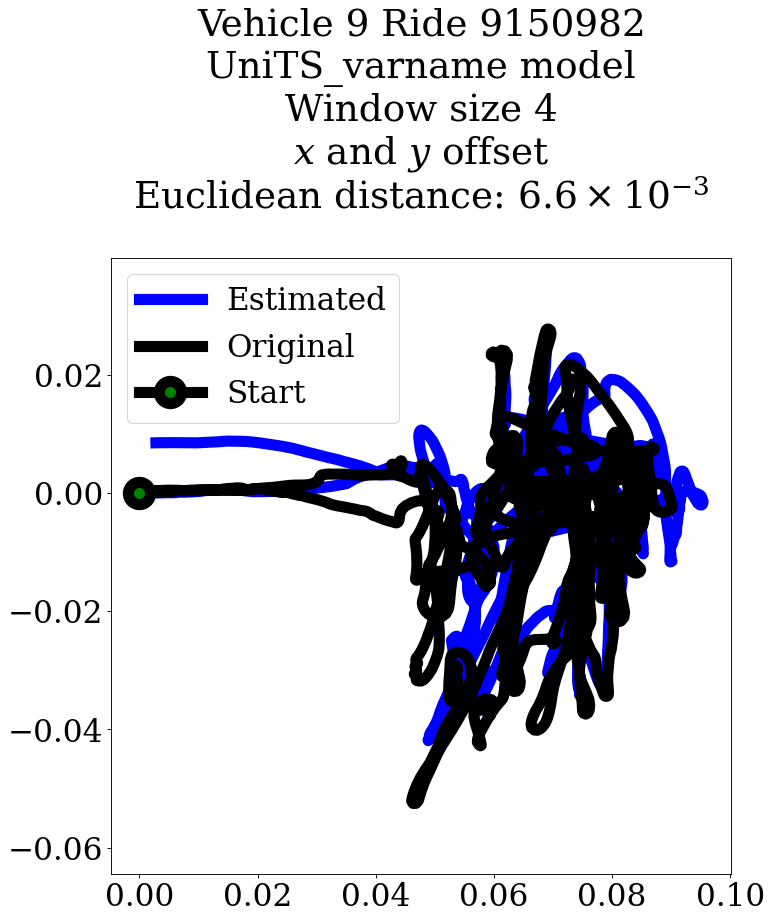 Vehicle 9 Ride 9150982
UniTS_varname model
Window size 4
x and y offset
Euclidean distance: 6.6 × 10⁻³
Estimated
Original
Start
0.02
0.00
−0.02
−0.04
−0.06
0.00 0.02 0.04 0.06 0.08 0.10